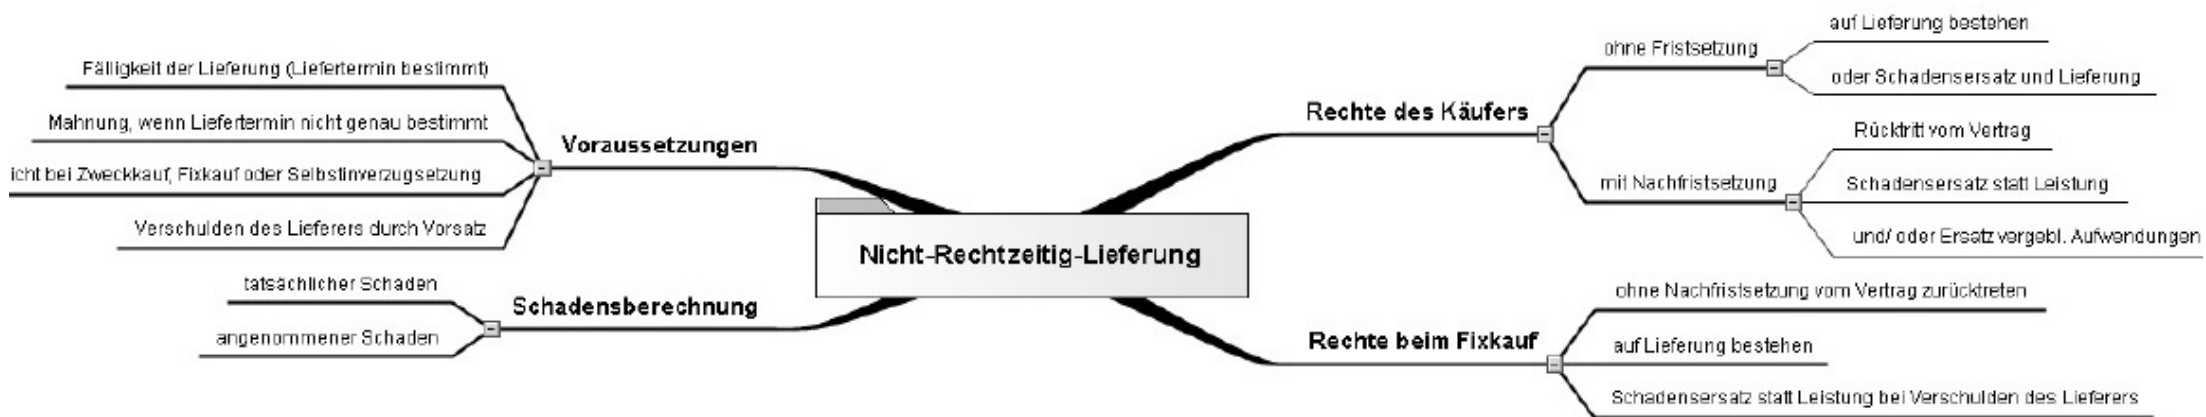 Nicht-Rechtzeitig-Lieferung
Voraussetzungen
Fälligkeit der Lieferung (Liefertermin bestimmt)
Mahnung, wenn Liefertermin nicht genau bestimmt
icht bei Zweckkauf, Fixkauf oder Selbstinverzugsetzung
Verschulden des Lieferers durch Vorsatz
Schadensberechnung
tatsächlicher Schaden
angenommener Schaden
Rechte des Käufers
ohne Fristsetzung
auf Lieferung bestehen
oder Schadensersatz und Lieferung
mit Nachfristsetzung
Rücktritt vom Vertrag
Schadensersatz statt Leistung
und/ oder Ersatz vergebl. Aufwendungen
Rechte beim Fixkauf
ohne Nachfristsetzung vom Vertrag zurücktreten
auf Lieferung bestehen
Schadensersatz statt Leistung bei Verschulden des Lieferers